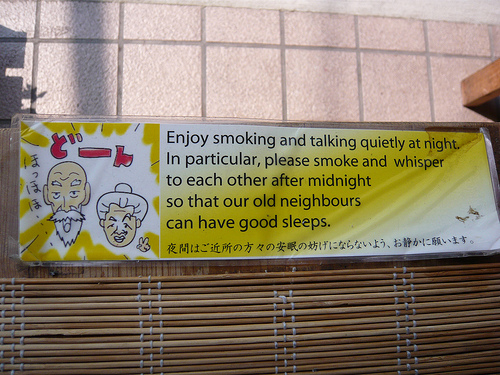 どーん
ほっほほ
Enjoy smoking and talking quietly at night.
In particular, please smoke and whisper
to each other after midnight
so that our old neighbours
can have good sleeps.
夜間はご近所の方々の安眠の妨げにならないよう、お静かに願います。